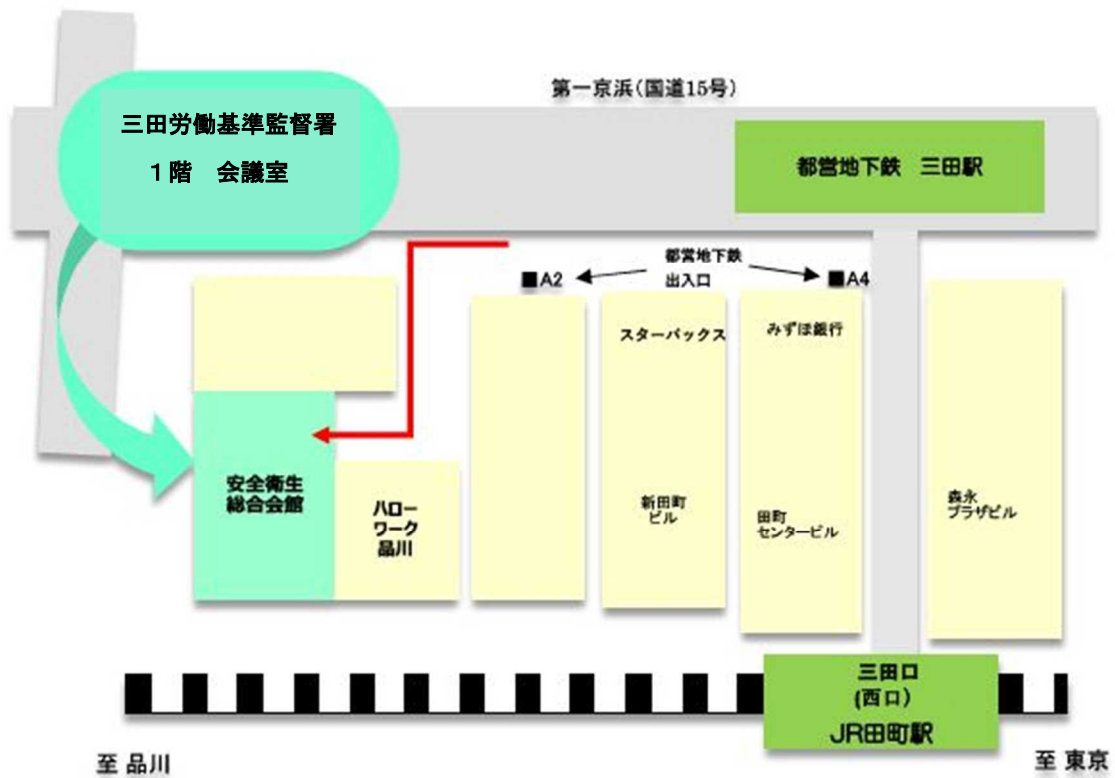 第一京浜(国道15号)
三田労働基準監督署
1階　会議室
都営地下鉄　三田駅
都営地下鉄
出入口
■A2
■A4
スターバックス
みずほ銀行
安全衛生
総合会館
ハロー
ワーク
品川
新田町
ビル
田町
センタービル
森永
プラザビル
三田口
(西口)
JR田町駅
至 品川
至 東京